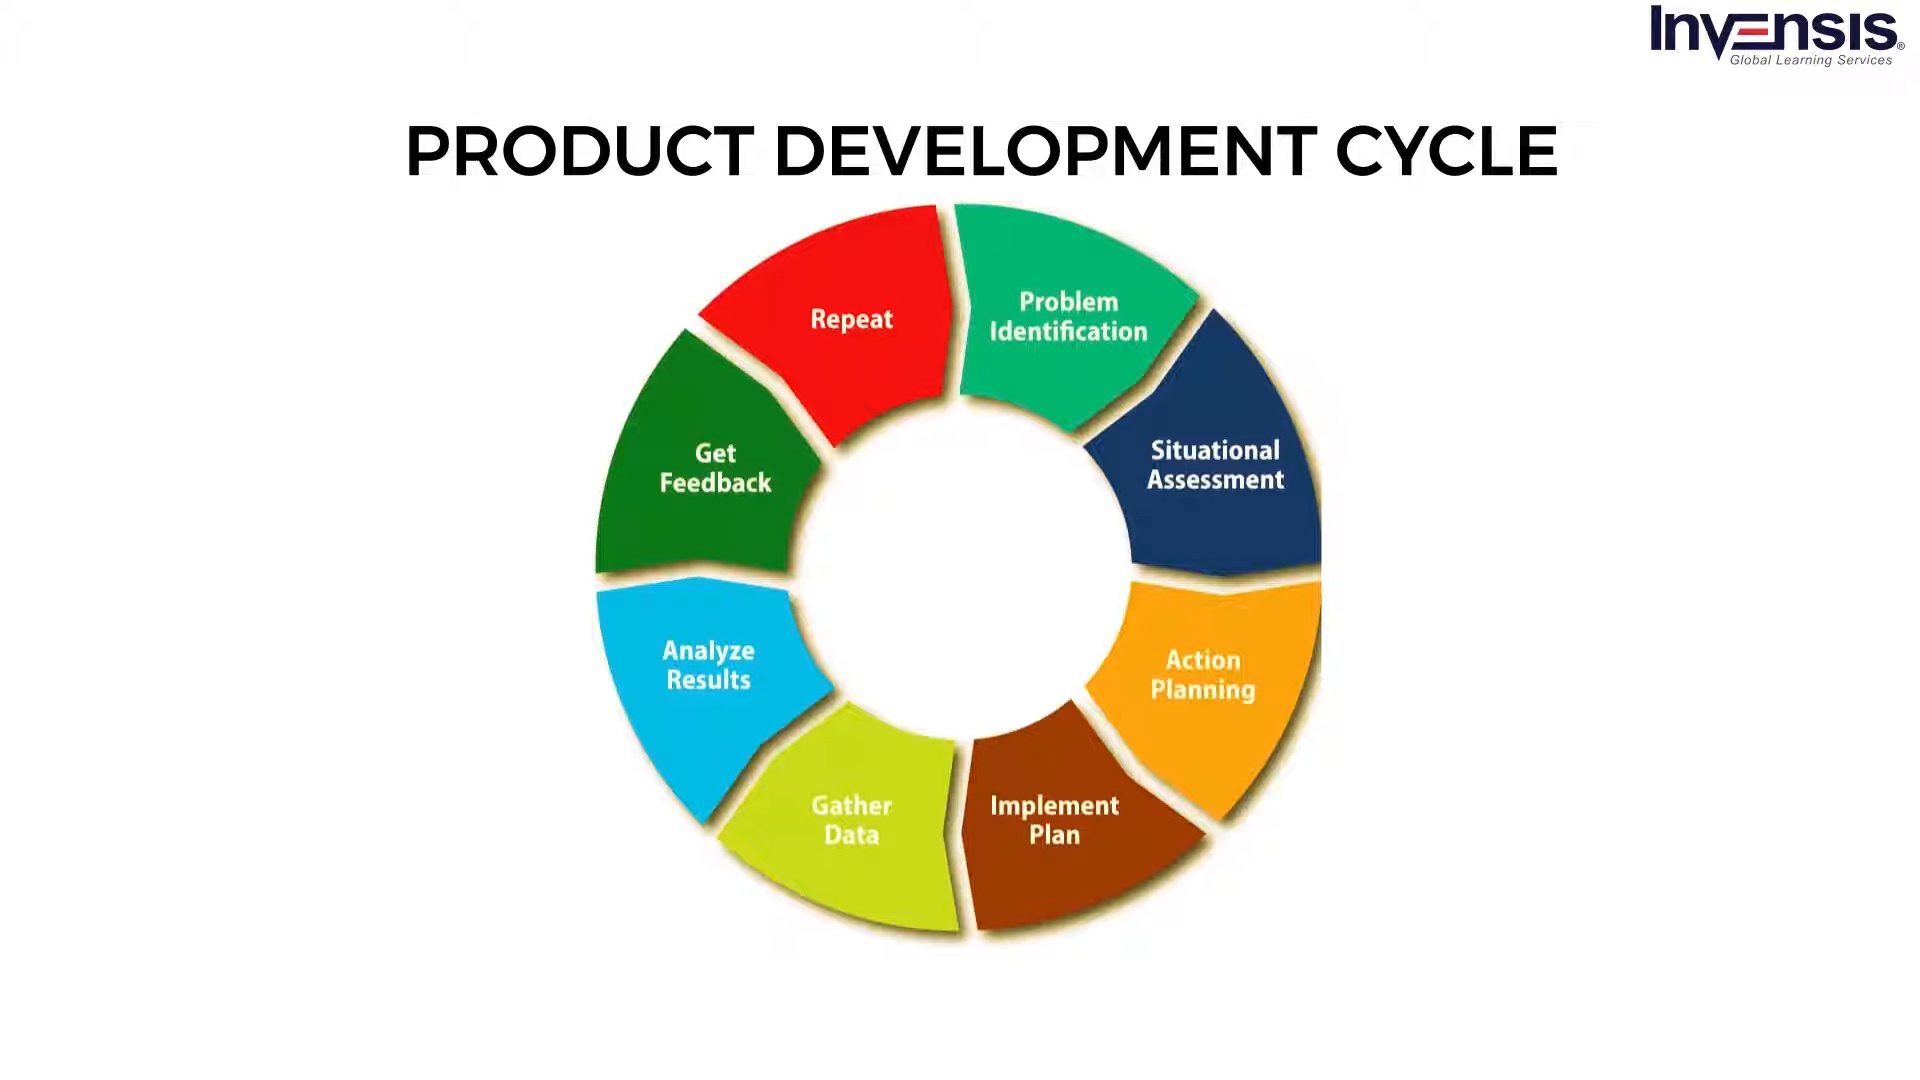 Invensis®
Global Learning Services
PRODUCT DEVELOPMENT CYCLE
Problem
Identification
Situational
Assessment
Action
Planning
Implement
Plan
Gather
Data
Analyze
Results
Get
Feedback
Repeat